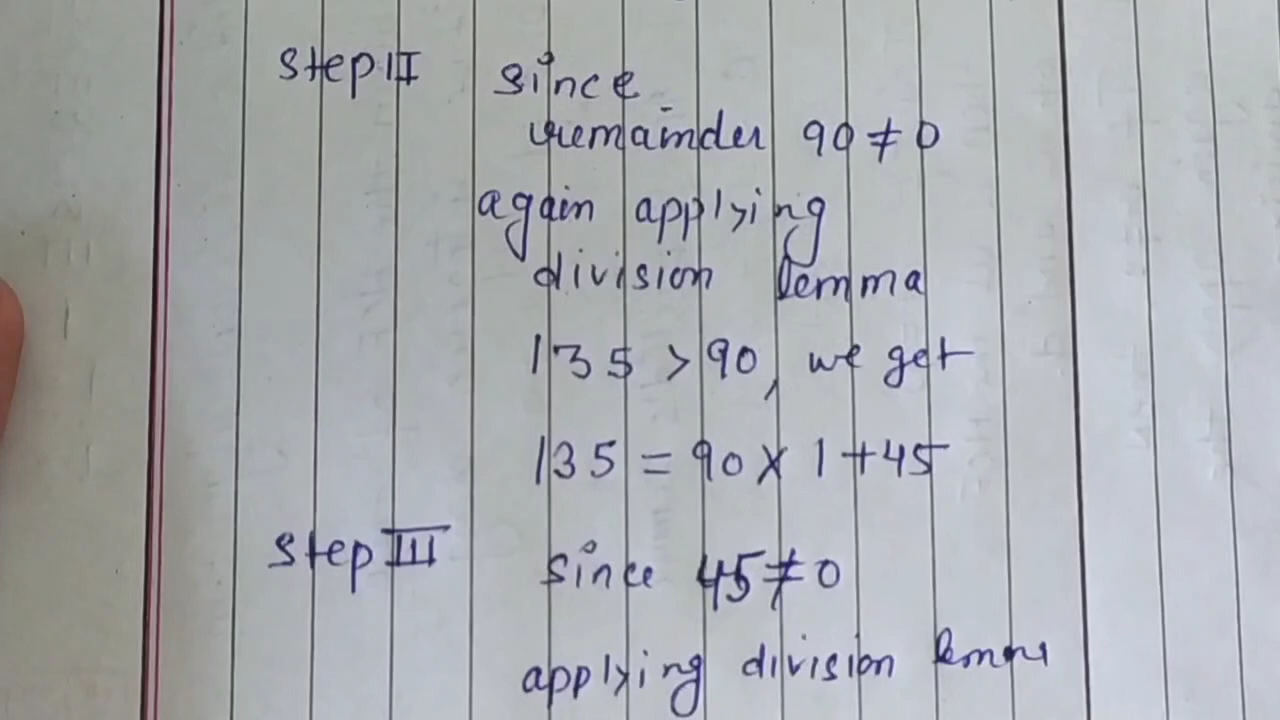 Step II since
remainder 90 ≠ 0
again applying
division lemma
135 > 90, we get
135 = 90 × 1 + 45
Step III since 45 ≠ 0
applying division lemma